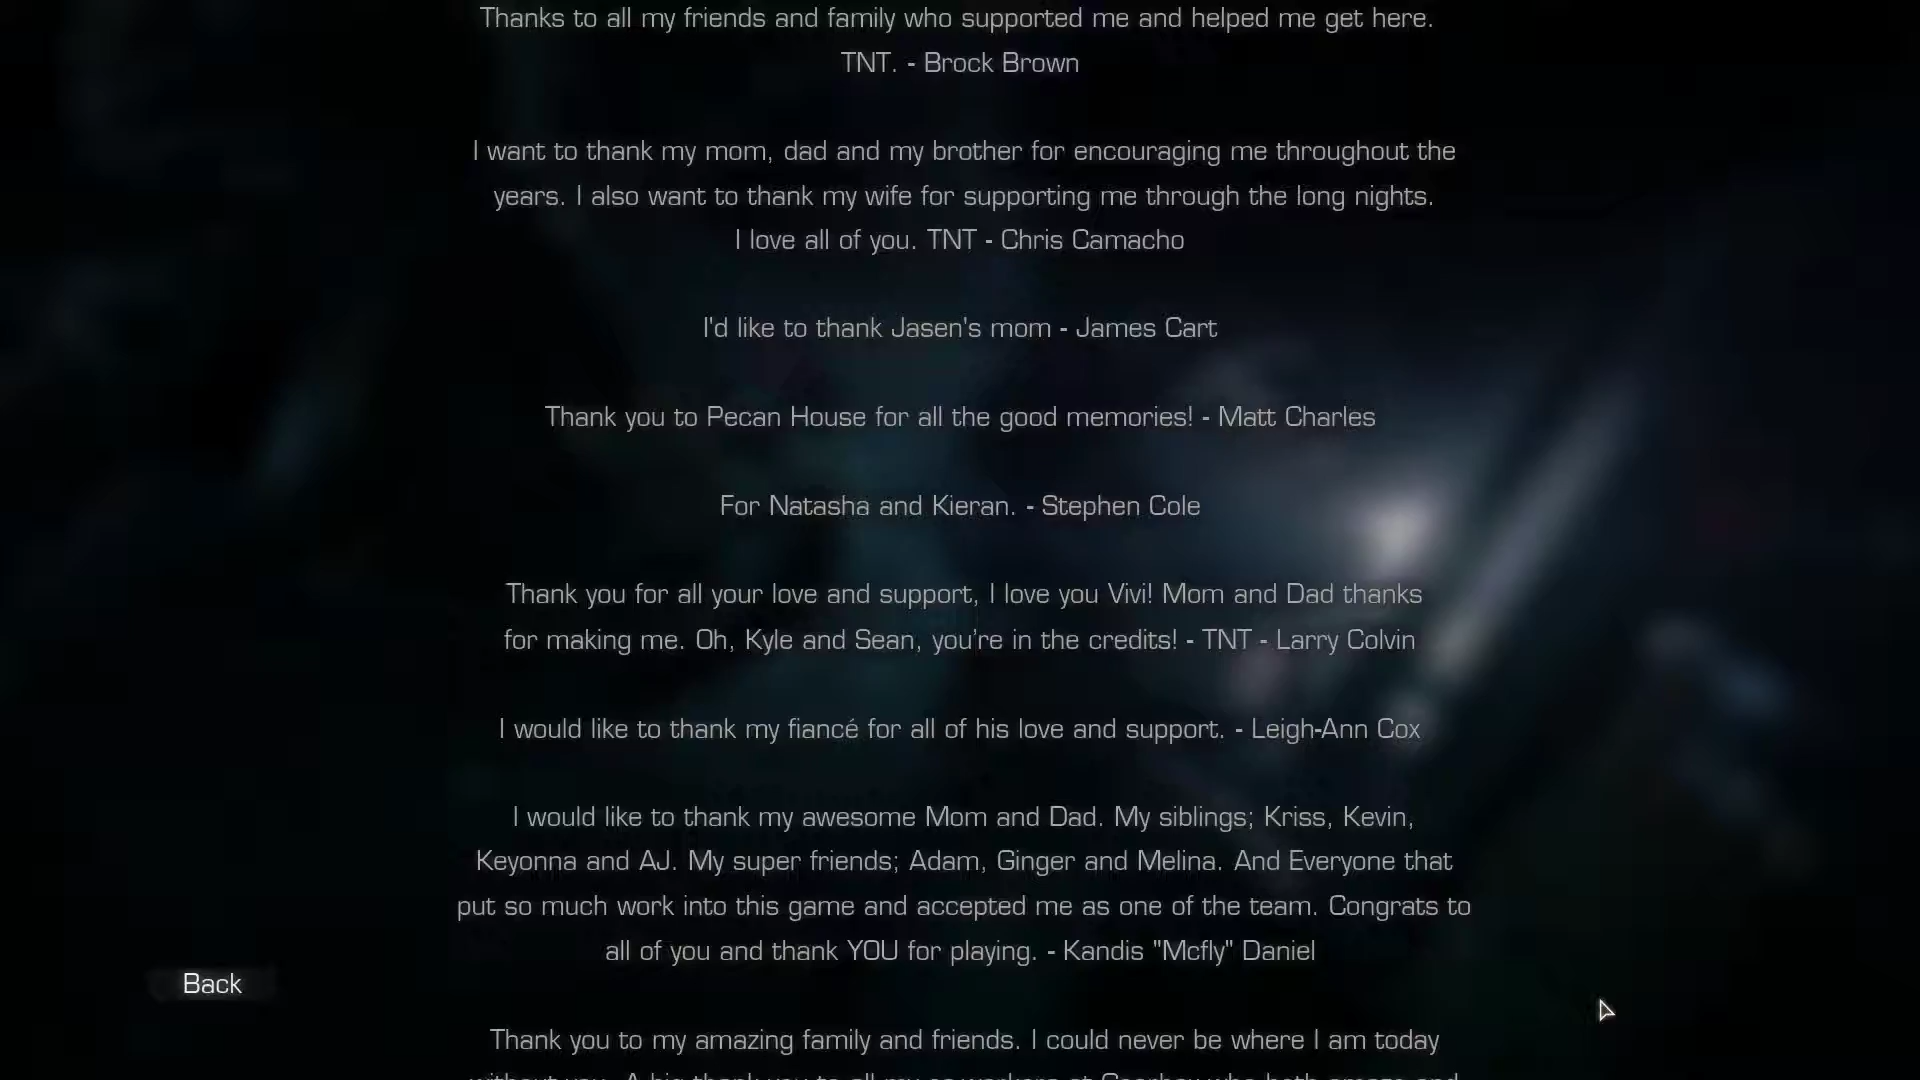 Thanks to all my friends and family who supported me and helped me get here.
TNT. - Brock Brown
I want to thank my mom, dad and my brother for encouraging me throughout the
years. I also want to thank my wife for supporting me through the long nights.
I love all of you. TNT - Chris Camacho
I'd like to thank Jasen's mom - James Cart
Thank you to Pecan House for all the good memories! - Matt Charles
For Natasha and Kieran. - Stephen Cole
Thank you for all your love and support, I love you Vivi! Mom and Dad thanks
for making me. Oh, Kyle and Sean, you’re in the credits! - TNT - Larry Colvin
I would like to thank my fiancé for all of his love and support. - Leigh-Ann Cox
I would like to thank my awesome Mom and Dad. My siblings; Kriss, Kevin,
Keyonna and AJ. My super friends; Adam, Ginger and Melina. And Everyone that
put so much work into this game and accepted me as one of the team. Congrats to
all of you and thank YOU for playing. - Kandis "Mcfly" Daniel
Back
Thank you to my amazing family and friends. I could never be where I am today